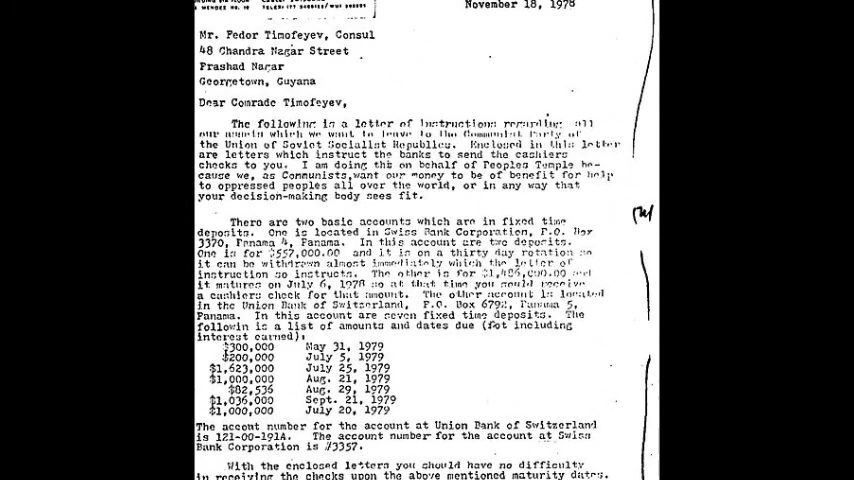 November 18, 1978
Mr. Fedor Timofeyev, Consul
48 Chandra Nagar Street
Prashad Nagar
Georgetown, Guyana
Dear Comrade Timofeyev,
The following is a letter of instructions regarding all
our assets which we want to leave to the Communist Party of
the Union of Soviet Socialist Republics. Enclosed in this letter
are letters which instruct the banks to send the cashiers
checks to you. I am doing this on behalf of Peoples Temple be-
cause we, as Communists,want our money to be of benefit for help
to oppressed peoples all over the world, or in any way that
your decision-making body sees fit.
There are two basic accounts which are in fixed time
deposits. One is located in Swiss Bank Corporation, P.O. Box
3370, Panama 4, Panama. In this account are two deposits.
One is for $557,000.00 and it is on a thirty day rotation so
it can be withdrawn almost immediately which the letter of
instruction so instructs. The other is for and
it matures on July 6, 1978 so at that time you sould receive
a cashiers check for that amount. The other account is located
in the Union Bank of Switzerland, P.O. Box 6792, Panama 5,
Panama. In this account are seven fixed time deposits. The
followin is a list of amounts and dates due (not including
interest earned):
$300,000 May 31, 1979
$200,000 July 5, 1979
$1,623,000 July 25, 1979
$1,000,000 Aug. 21, 1979
$82,536 Aug. 29, 1979
$1,036,000 Sept. 21, 1979
$1,000,000 July 20, 1979
The accont number for the account at Union Bank of Switzerland
is 121-00-191A. The account number for the account at Swiss
Bank Corporation is #3357.
With the enclosed letters you should have no difficulty
in receiving the checks upon the above mentioned maturity dates.